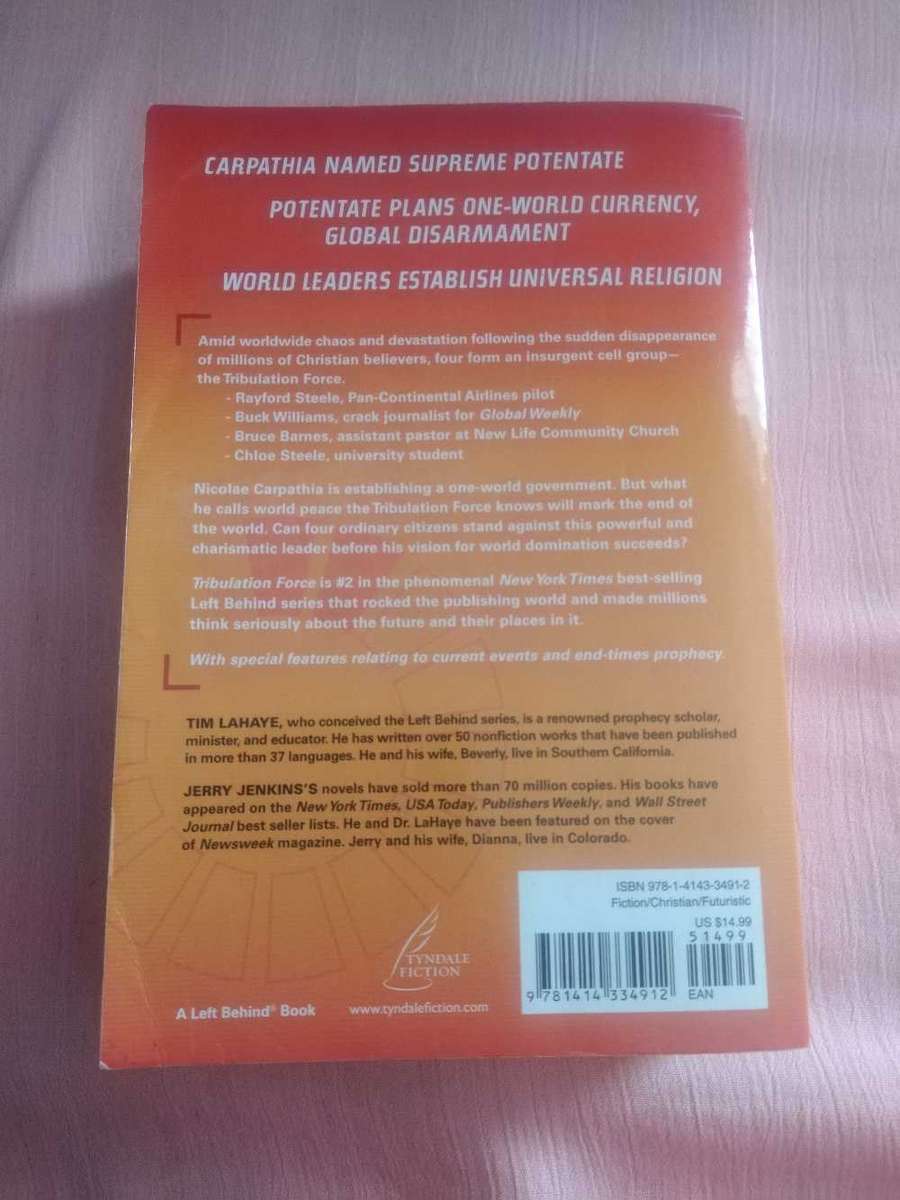 CARPATHIA NAMED SUPREME POTENTATE
POTENTATE PLANS ONE-WORLD CURRENCY,
GLOBAL DISARMAMENT
WORLD LEADERS ESTABLISH UNIVERSAL RELIGION
Amid worldwide chaos and devastation following the sudden disappearance
of millions of Christian believers, four form an insurgent cell group—
the Tribulation Force.
- Rayford Steele, Pan-Continental Airlines pilot
- Buck Williams, crack journalist for Global Weekly
- Bruce Barnes, assistant pastor at New Life Community Church
- Chloe Steele, university student
Nicolae Carpathia is establishing a one-world government. But what
he calls world peace the Tribulation Force knows will mark the end of
the world. Can four ordinary citizens stand against this powerful and
charismatic leader before his vision for world domination succeeds?
Tribulation Force is #2 in the phenomenal New York Times best-selling
Left Behind series that rocked the publishing world and made millions
think seriously about the future and their places in it.
With special features relating to current events and end-times prophecy.
TIM LAHAYE, who conceived the Left Behind series, is a renowned prophecy scholar,
minister, and educator. He has written over 50 nonfiction works that have been published
in more than 37 languages. He and his wife, Beverly, live in Southern California.
JERRY JENKINS'S novels have sold more than 70 million copies. His books have
appeared on the New York Times, USA Today, Publishers Weekly, and Wall Street
Journal best seller lists. He and Dr. LaHaye have been featured on the cover
of Newsweek magazine. Jerry and his wife, Dianna, live in Colorado.
ISBN 978-1-4143-3491-2
Fiction/Christian/Futuristic
US $14.99
51499
9 781414 334912
EAN
TYNDALE
FICTION
A Left Behind® Book
www.tyndalefiction.com